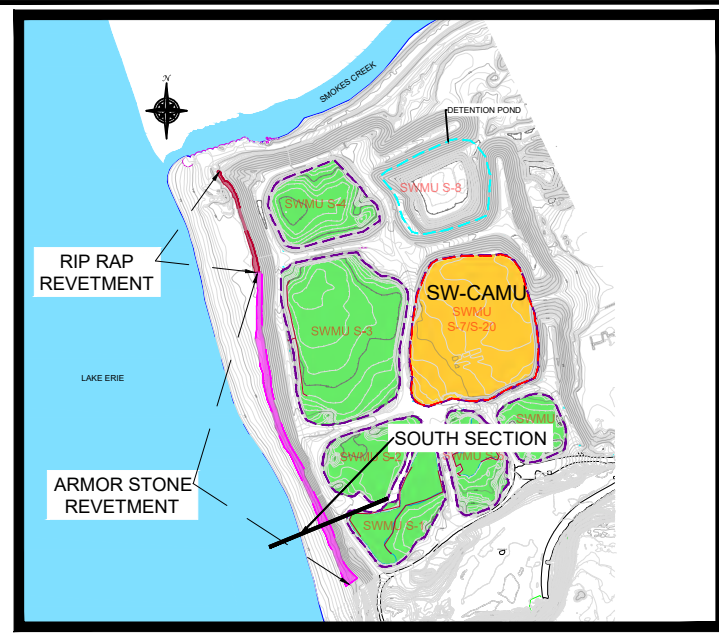 N
SMOKES CREEK
DETENTION POND
SWMU S-8
SWMU S-4
RIP RAP
REVETMENT
SW-CAMU
SWMU
S-7/S-20
SWMU S-3
LAKE ERIE
SWMU
SOUTH SECTION
SWMU S-2
ARMOR STONE
REVETMENT
SWMU S-1